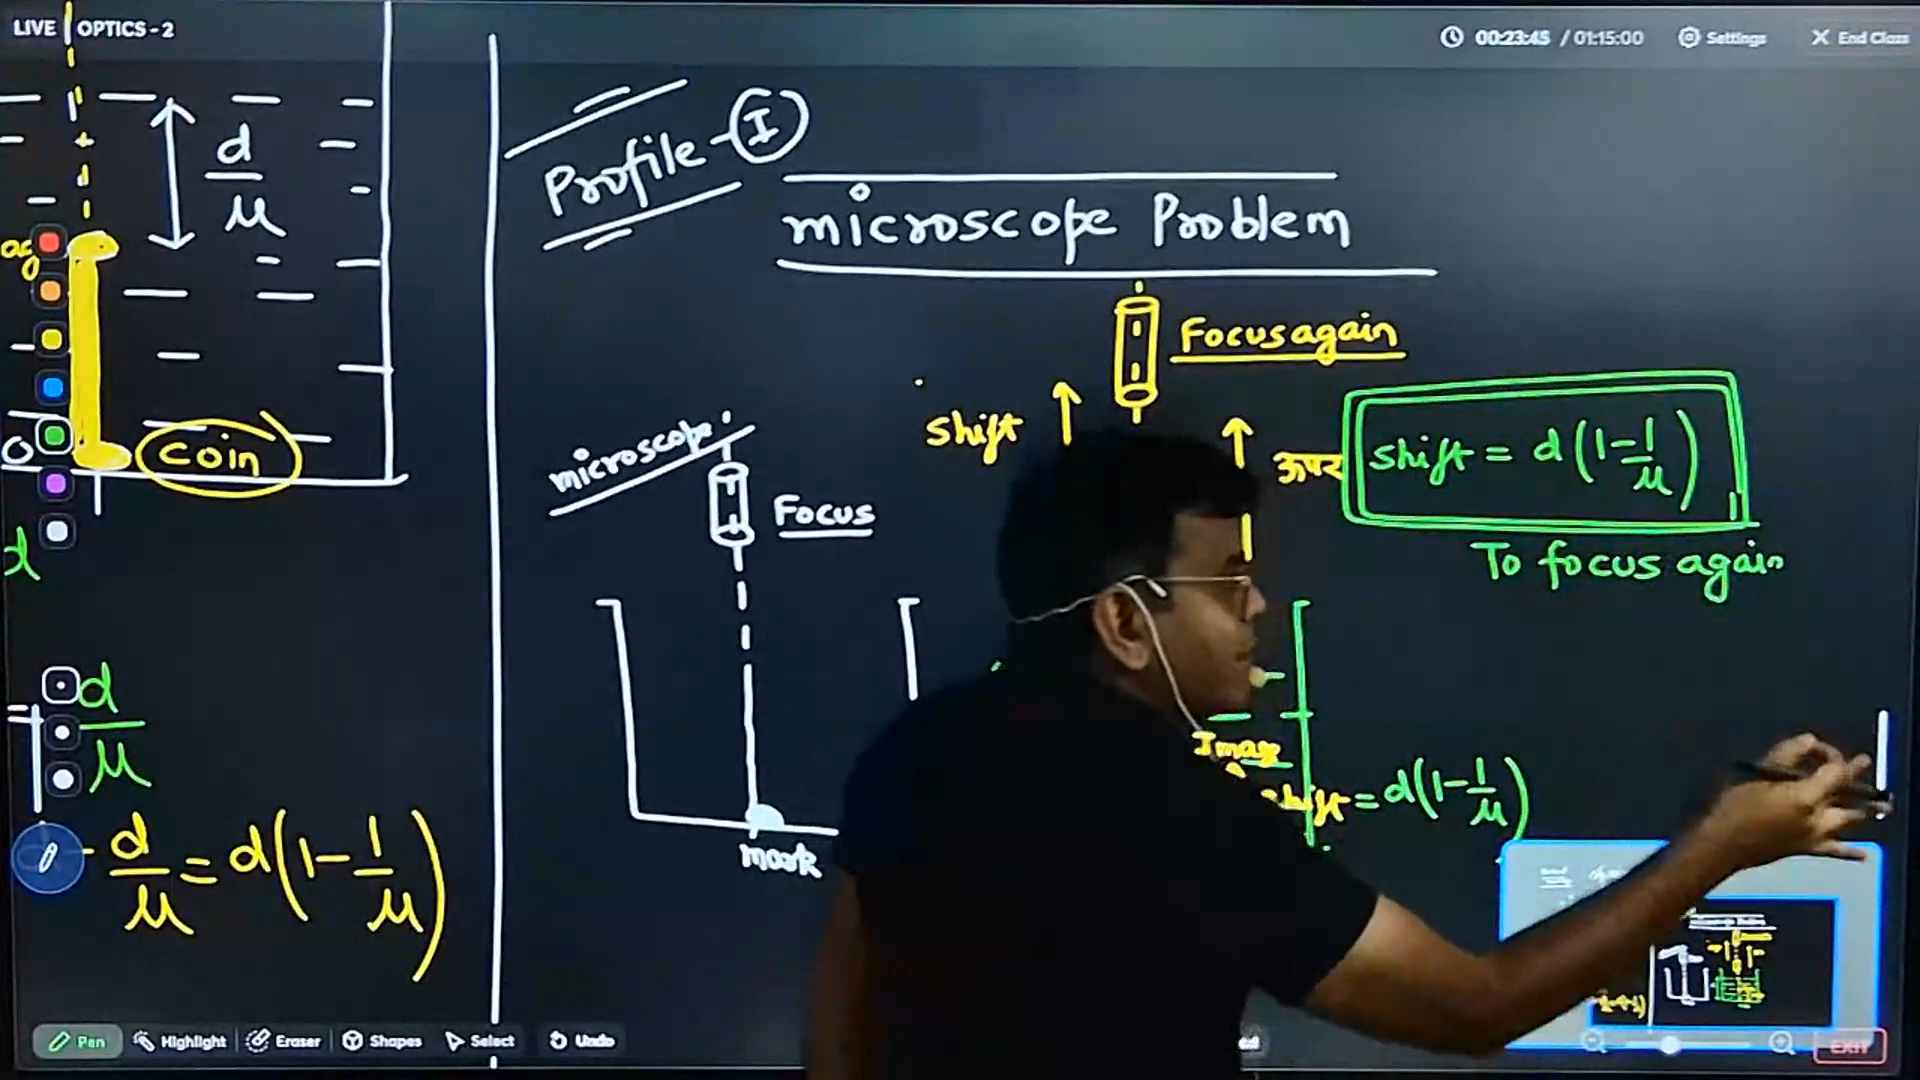 LIVE | OPTICS - 2
00:23:45 / 01:15:00
Settings
End Class
d/μ
coin
O
d
= d/μ
- d/μ = d(1 - 1/μ)
Profile - I
microscope Problem
Focus again
Shift
ऊपर
Shift = d(1 - 1/μ)
To focus again
microscope
Focus
mark
Image
shift = d(1 - 1/μ)
Pen
Highlight
Eraser
Shapes
Select
Undo
EXIT